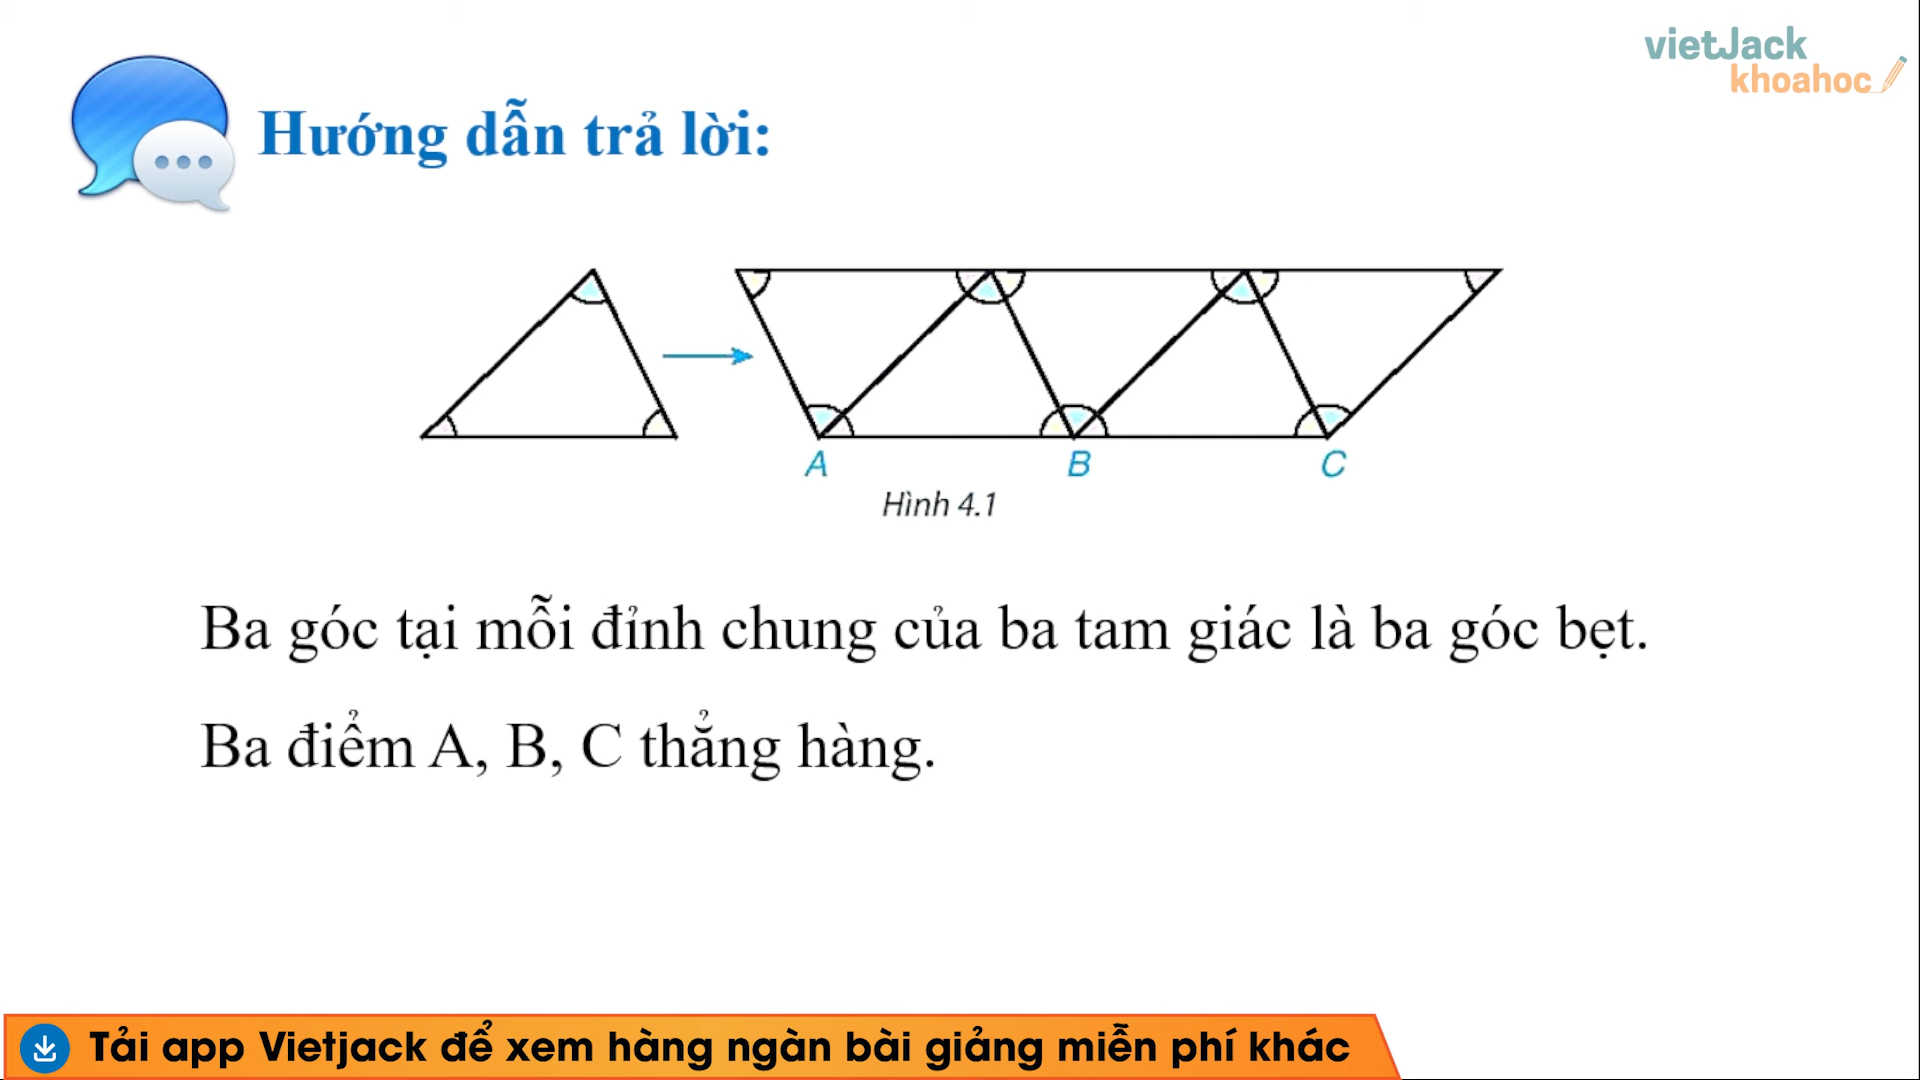 vietJack
khoahoc
Hướng dẫn trả lời:
A B C
Hình 4.1
Ba góc tại mỗi đỉnh chung của ba tam giác là ba góc bẹt.
Ba điểm A, B, C thẳng hàng.
Tải app Vietjack để xem hàng ngàn bài giảng miễn phí khác